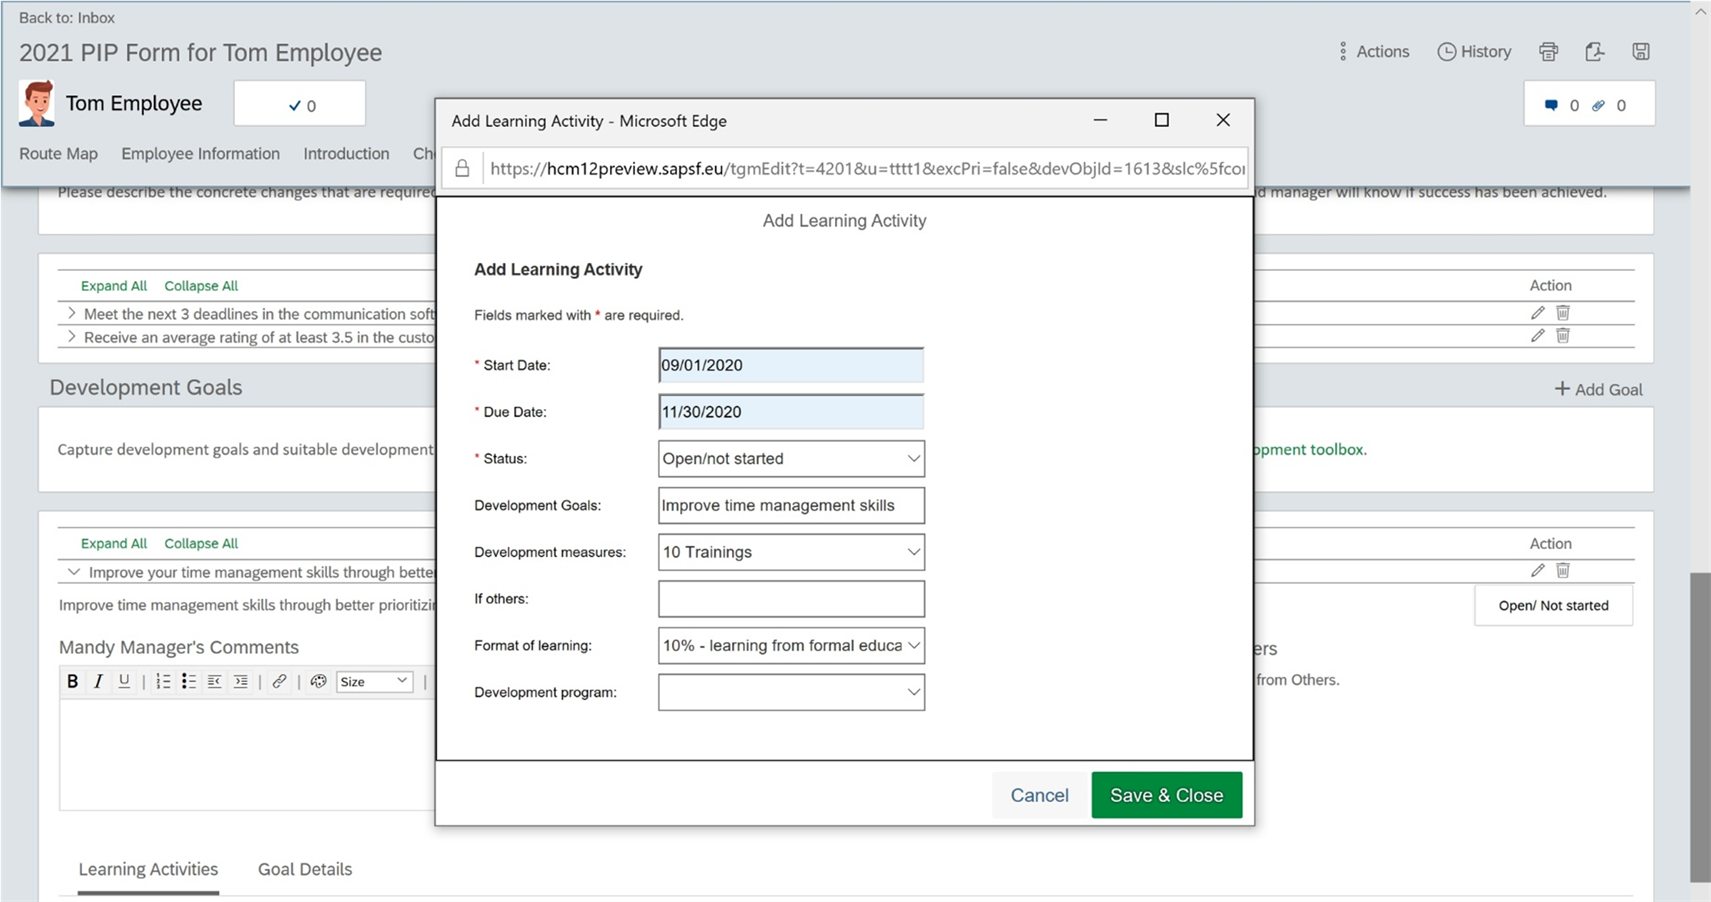 Back to: Inbox
2021 PIP Form for Tom Employee
Actions
History
Tom Employee
0
0
0
Route Map
Employee Information
Introduction
Please describe the concrete changes that are required
d manager will know if success has been achieved.
Expand All
Collapse All
Action
Meet the next 3 deadlines in the communication soft
Receive an average rating of at least 3.5 in the custo
Development Goals
Add Goal
Capture development goals and suitable development
opment toolbox.
Expand All
Collapse All
Action
Improve your time management skills through better
Improve time management skills through better prioritizi
Open/ Not started
Mandy Manager's Comments
ers
from Others.
B I U
Size
Learning Activities
Goal Details
Add Learning Activity - Microsoft Edge
https://hcm12preview.sapsf.eu/tgmEdit?t=4201&u=tttt1&excPri=false&devObjId=1613&slc%5fcor
Add Learning Activity
Add Learning Activity
Fields marked with * are required.
* Start Date:
09/01/2020
* Due Date:
11/30/2020
* Status:
Open/not started
Development Goals:
Improve time management skills
Development measures:
10 Trainings
If others:
Format of learning:
10% - learning from formal educa
Development program:
Cancel
Save & Close